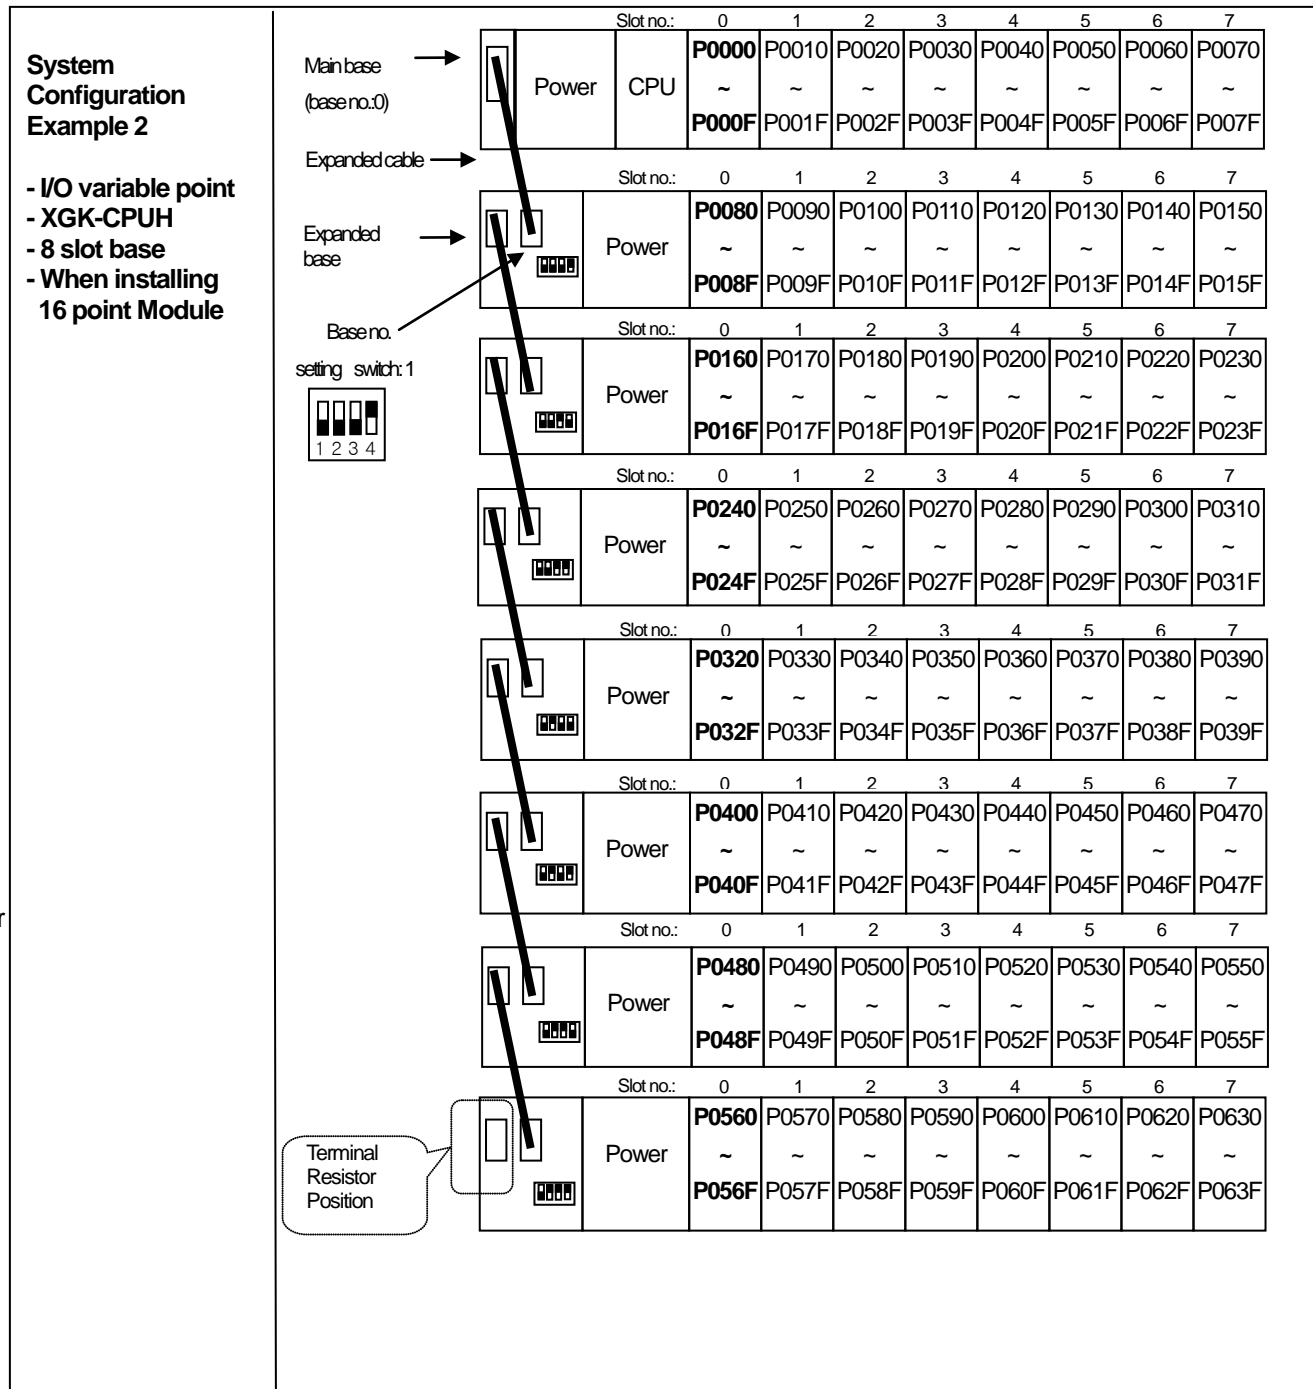 System
Configuration
Example 2
- I/O variable point
- XGK-CPUH
- 8 slot base
- When installing
16 point Module
r
Main base
(base no.:0)
Expanded cable
Expanded
base
Base no.
setting switch: 1
1 2 3 4
Terminal
Resistor
Position
Slot no.: 0 1 2 3 4 5 6 7
Power CPU
P0000 P0010 P0020 P0030 P0040 P0050 P0060 P0070
~ ~ ~ ~ ~ ~ ~ ~
P000F P001F P002F P003F P004F P005F P006F P007F
Slot no.: 0 1 2 3 4 5 6 7
Power
P0080 P0090 P0100 P0110 P0120 P0130 P0140 P0150
~ ~ ~ ~ ~ ~ ~ ~
P008F P009F P010F P011F P012F P013F P014F P015F
Slot no.: 0 1 2 3 4 5 6 7
Power
P0160 P0170 P0180 P0190 P0200 P0210 P0220 P0230
~ ~ ~ ~ ~ ~ ~ ~
P016F P017F P018F P019F P020F P021F P022F P023F
Slot no.: 0 1 2 3 4 5 6 7
Power
P0240 P0250 P0260 P0270 P0280 P0290 P0300 P0310
~ ~ ~ ~ ~ ~ ~ ~
P024F P025F P026F P027F P028F P029F P030F P031F
Slot no.: 0 1 2 3 4 5 6 7
Power
P0320 P0330 P0340 P0350 P0360 P0370 P0380 P0390
~ ~ ~ ~ ~ ~ ~ ~
P032F P033F P034F P035F P036F P037F P038F P039F
Slot no.: 0 1 2 3 4 5 6 7
Power
P0400 P0410 P0420 P0430 P0440 P0450 P0460 P0470
~ ~ ~ ~ ~ ~ ~ ~
P040F P041F P042F P043F P044F P045F P046F P047F
Slot no.: 0 1 2 3 4 5 6 7
Power
P0480 P0490 P0500 P0510 P0520 P0530 P0540 P0550
~ ~ ~ ~ ~ ~ ~ ~
P048F P049F P050F P051F P052F P053F P054F P055F
Slot no.: 0 1 2 3 4 5 6 7
Power
P0560 P0570 P0580 P0590 P0600 P0610 P0620 P0630
~ ~ ~ ~ ~ ~ ~ ~
P056F P057F P058F P059F P060F P061F P062F P063F